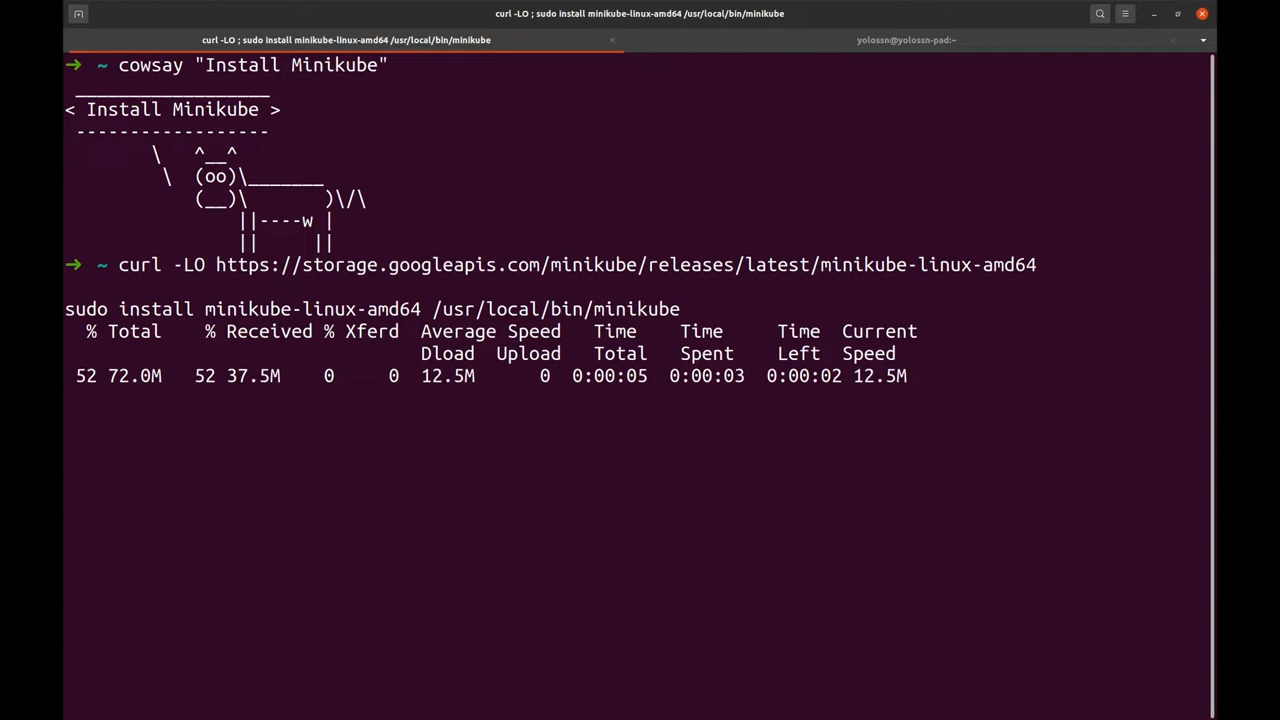 curl -LO ; sudo install minikube-linux-amd64 /usr/local/bin/minikube
curl -LO ; sudo install minikube-linux-amd64 /usr/local/bin/minikube
yolossn@yolossn-pad:~
➜ ~ cowsay "Install Minikube"
 __________________
< Install Minikube >
 ------------------
        \   ^__^
         \  (oo)\_______
            (__)\       )\/\
                ||----w |
                ||     ||
➜ ~ curl -LO https://storage.googleapis.com/minikube/releases/latest/minikube-linux-amd64
sudo install minikube-linux-amd64 /usr/local/bin/minikube
  % Total    % Received % Xferd  Average Speed   Time    Time     Time  Current
                                 Dload  Upload   Total   Spent    Left  Speed
 52 72.0M   52 37.5M    0     0  12.5M      0  0:00:05  0:00:03  0:00:02 12.5M